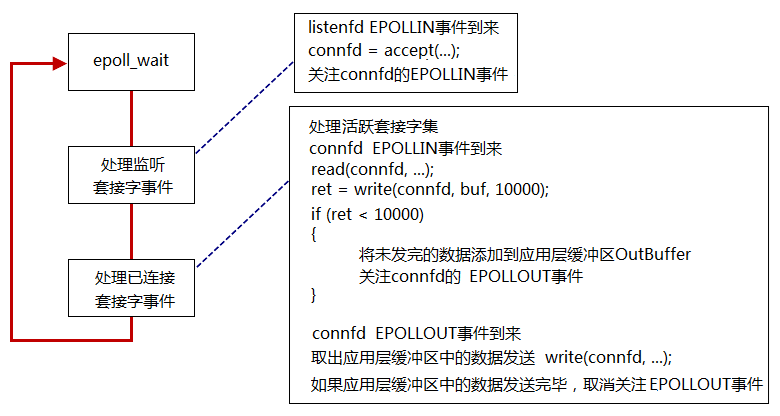 epoll_wait
处理监听
套接字事件
处理已连接
套接字事件
listenfd EPOLLIN事件到来
connfd = accept(...);
关注connfd的EPOLLIN事件
处理活跃套接字集
connfd EPOLLIN事件到来
read(connfd, ...);
ret = write(connfd, buf, 10000);
if (ret < 10000)
{
将未发完的数据添加到应用层缓冲区OutBuffer
关注connfd的 EPOLLOUT事件
}
connfd EPOLLOUT事件到来
取出应用层缓冲区中的数据发送 write(connfd, ...);
如果应用层缓冲区中的数据发送完毕，取消关注EPOLLOUT事件